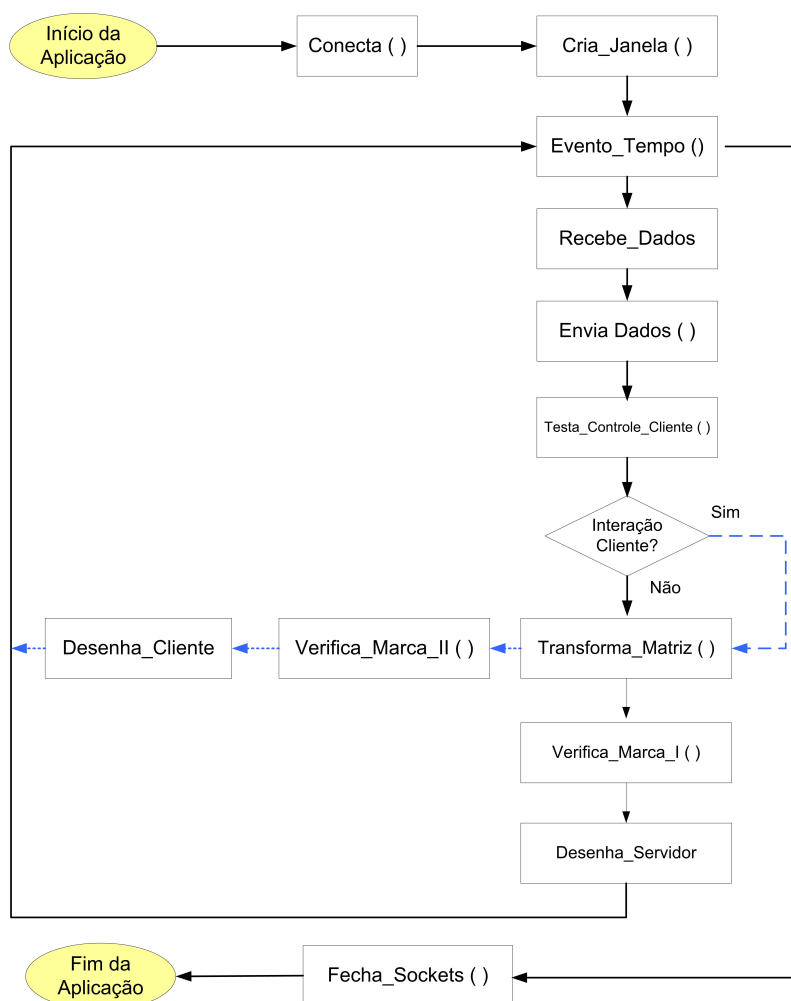 Início da
Aplicação
Conecta ( )
Cria_Janela ( )
Evento_Tempo ()
Recebe_Dados
Envia Dados ( )
Testa_Controle_Cliente ( )
Interação
Cliente?
Sim
Não
Desenha_Cliente
Verifica_Marca_II ( )
Transforma_Matriz ( )
Verifica_Marca_I ( )
Desenha_Servidor
Fim da
Aplicação
Fecha_Sockets ( )